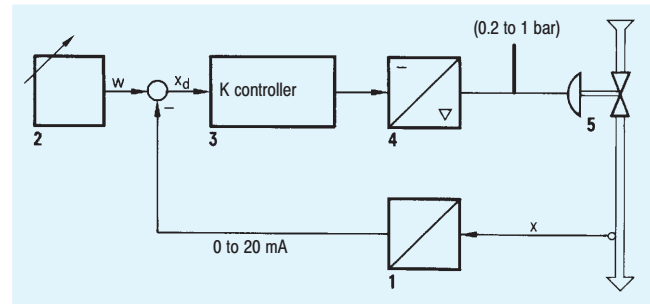 (0.2 to 1 bar)
w
x_d
–
K controller
–
2
3
4
5
x
0 to 20 mA
1